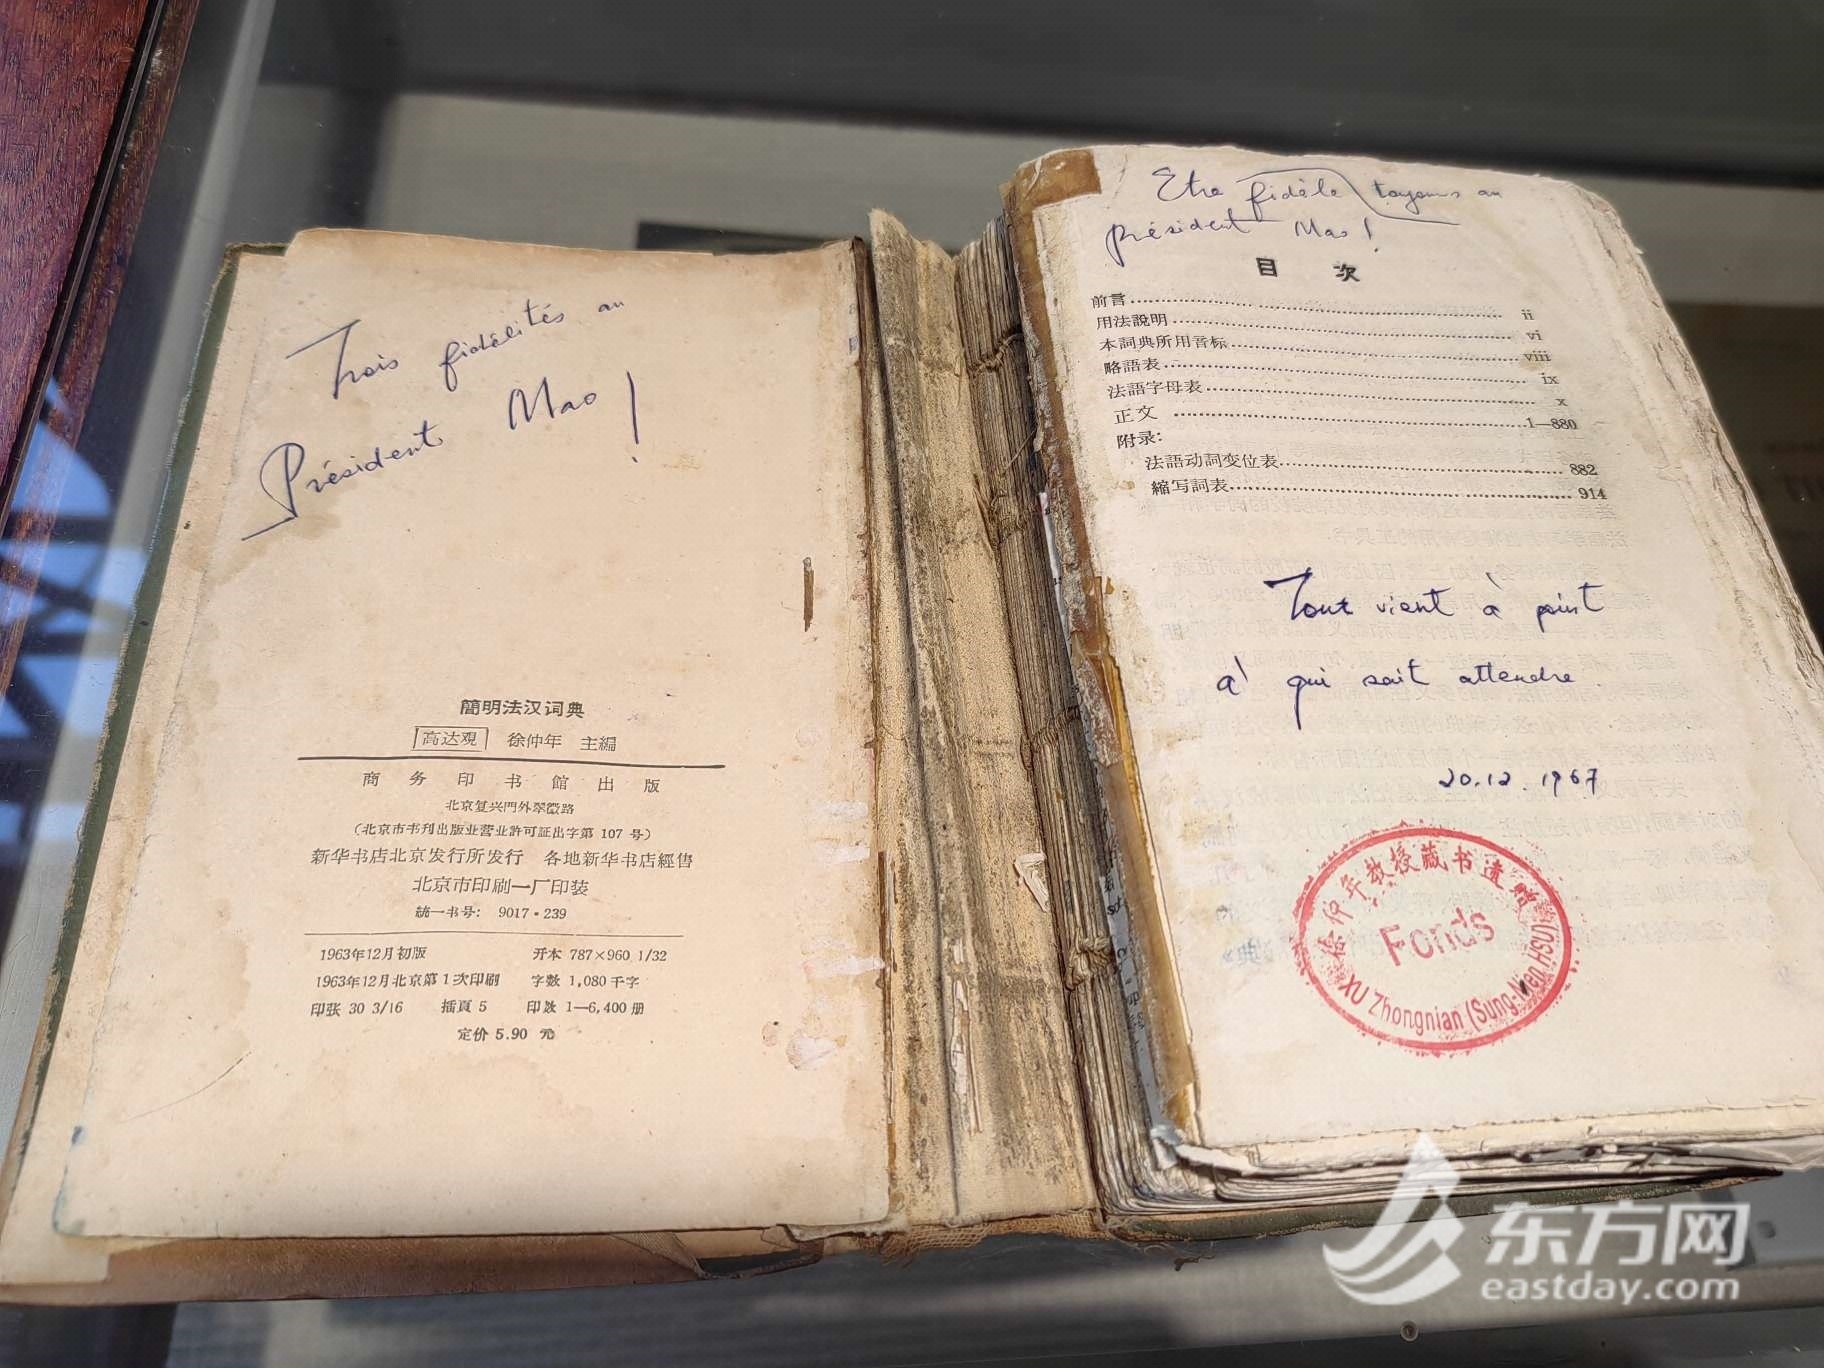 Trois fidélités au
Président Mao !
簡明法汉词典
高达观 徐仲年 主編
商务印书館出版
北京复兴門外翠微路
(北京市书刊出版业营业許可証出字第 107 号)
新华书店北京发行所发行 各地新华书店經售
北京市印刷一厂印装
統一书号: 9017·239
1963年12月初版 开本 787×960 1/32
1963年12月北京第1次印刷 字数 1,080千字
印张 30 3/16 插頁 5 印数 1—6,400 册
定价 5.90 元
Etre fidèle toujours au
président Mao !
目 次
前言 ii
用法說明 vi
本詞典所用音标 viii
略語表 ix
法語字母表 x
正文 1—880
附录:
法語动詞变位表 882
縮写詞表 914
Tout vient à point
à qui sait attendre
20.12.1967
徐仲年教授藏书遗
Fonds
XU Zhongnian (Sung-Nien HSU)
东方网
eastday.com